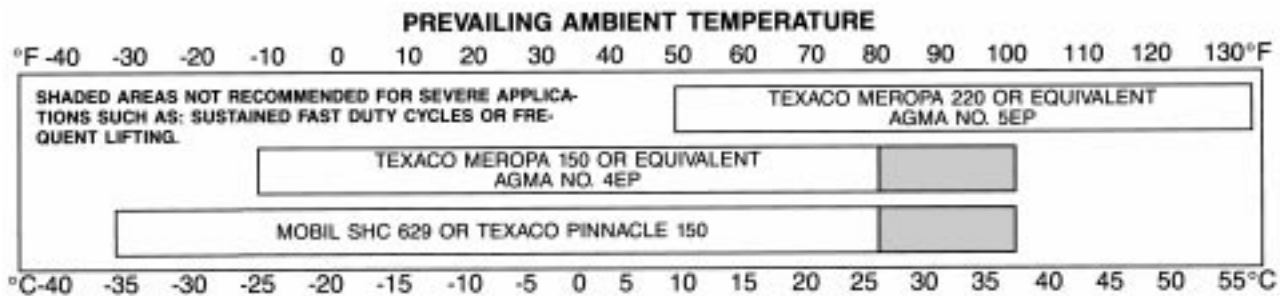 PREVAILING AMBIENT TEMPERATURE
°F -40 -30 -20 -10 0 10 20 30 40 50 60 70 80 90 100 110 120 130°F
SHADED AREAS NOT RECOMMENDED FOR SEVERE APPLICA-
TIONS SUCH AS: SUSTAINED FAST DUTY CYCLES OR FRE-
QUENT LIFTING.
TEXACO MEROPA 220 OR EQUIVALENT
AGMA NO. 5EP
TEXACO MEROPA 150 OR EQUIVALENT
AGMA NO. 4EP
MOBIL SHC 629 OR TEXACO PINNACLE 150
°C-40 -35 -30 -25 -20 -15 -10 -5 0 5 10 15 20 25 30 35 40 45 50 55°C